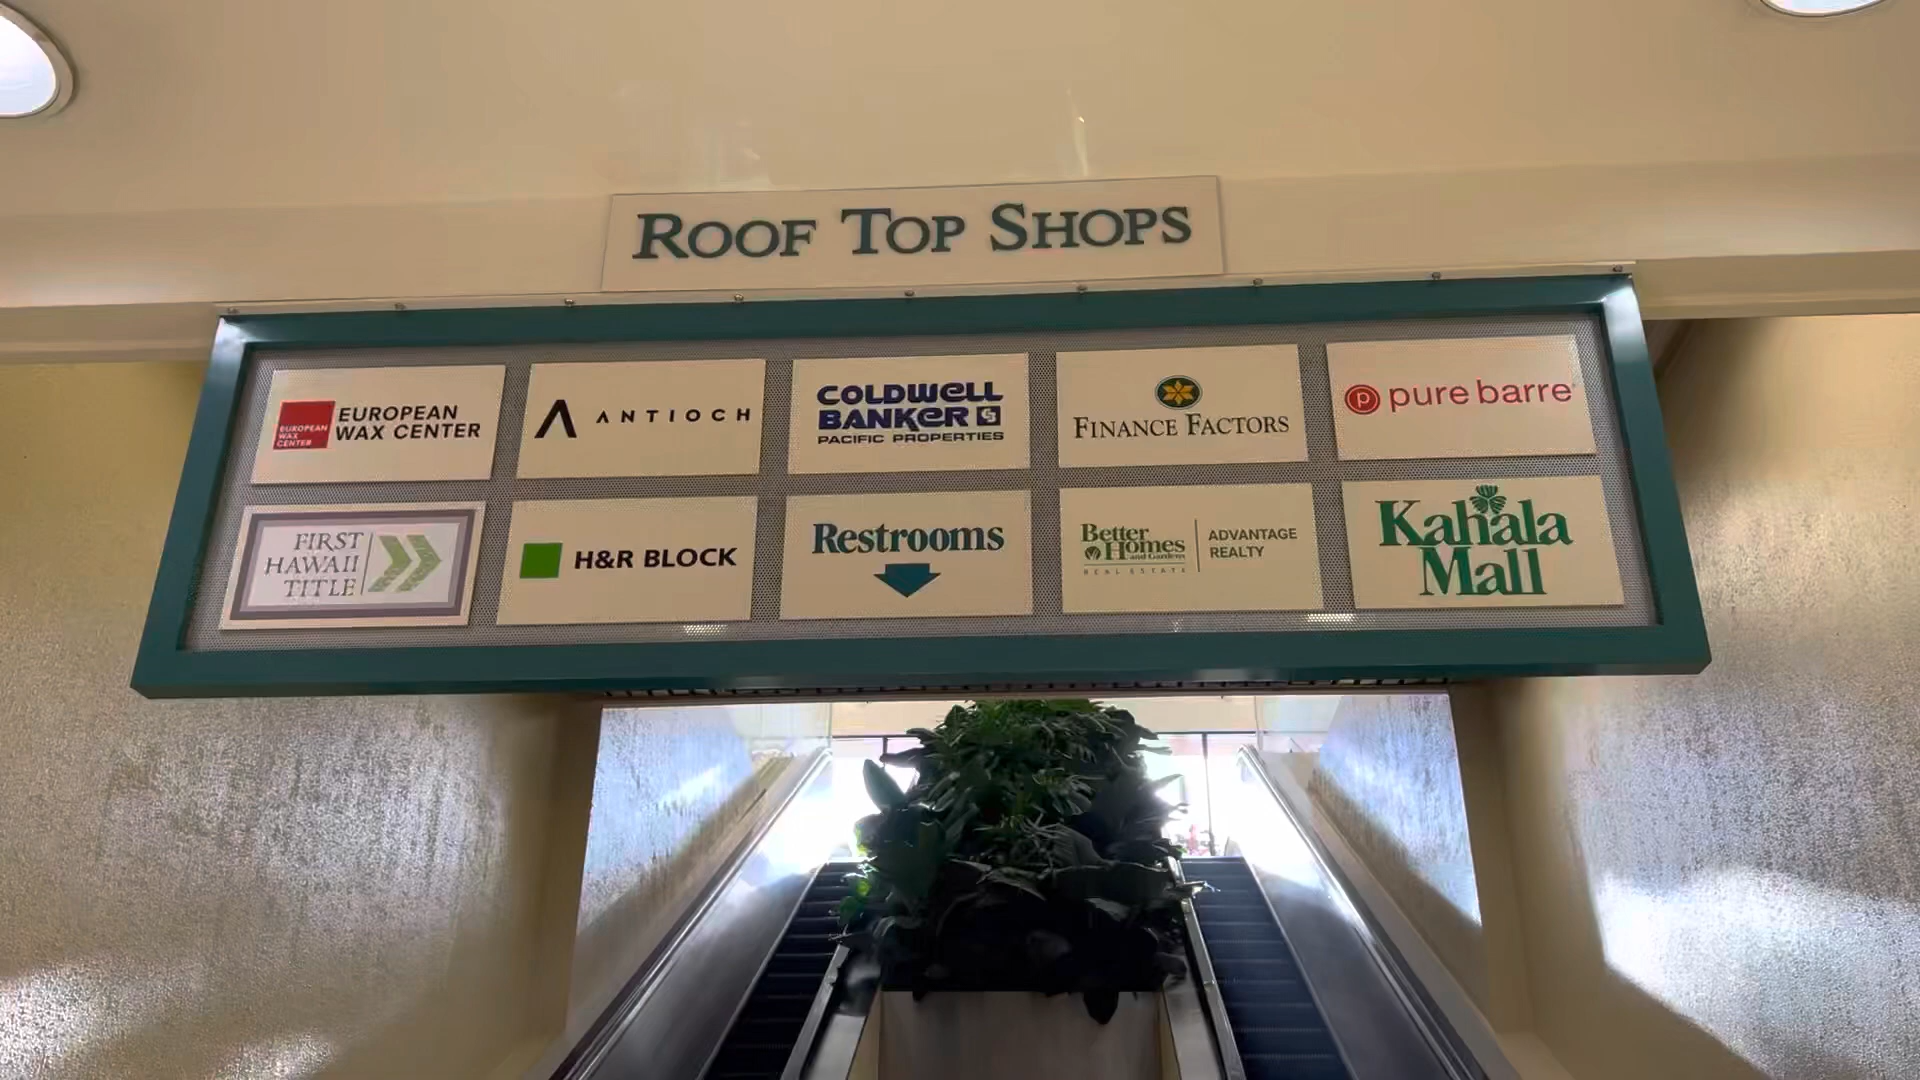 ROOF TOP SHOPS
EUROPEAN
WAX
CENTER
EUROPEAN
WAX CENTER
ANTIOCH
COLDWELL
BANKER CB
PACIFIC PROPERTIES
FINANCE FACTORS
p pure barre
FIRST
HAWAII
TITLE
H&R BLOCK
Restrooms
Better
Homes
and Gardens
REAL ESTATE
ADVANTAGE
REALTY
Kahala
Mall